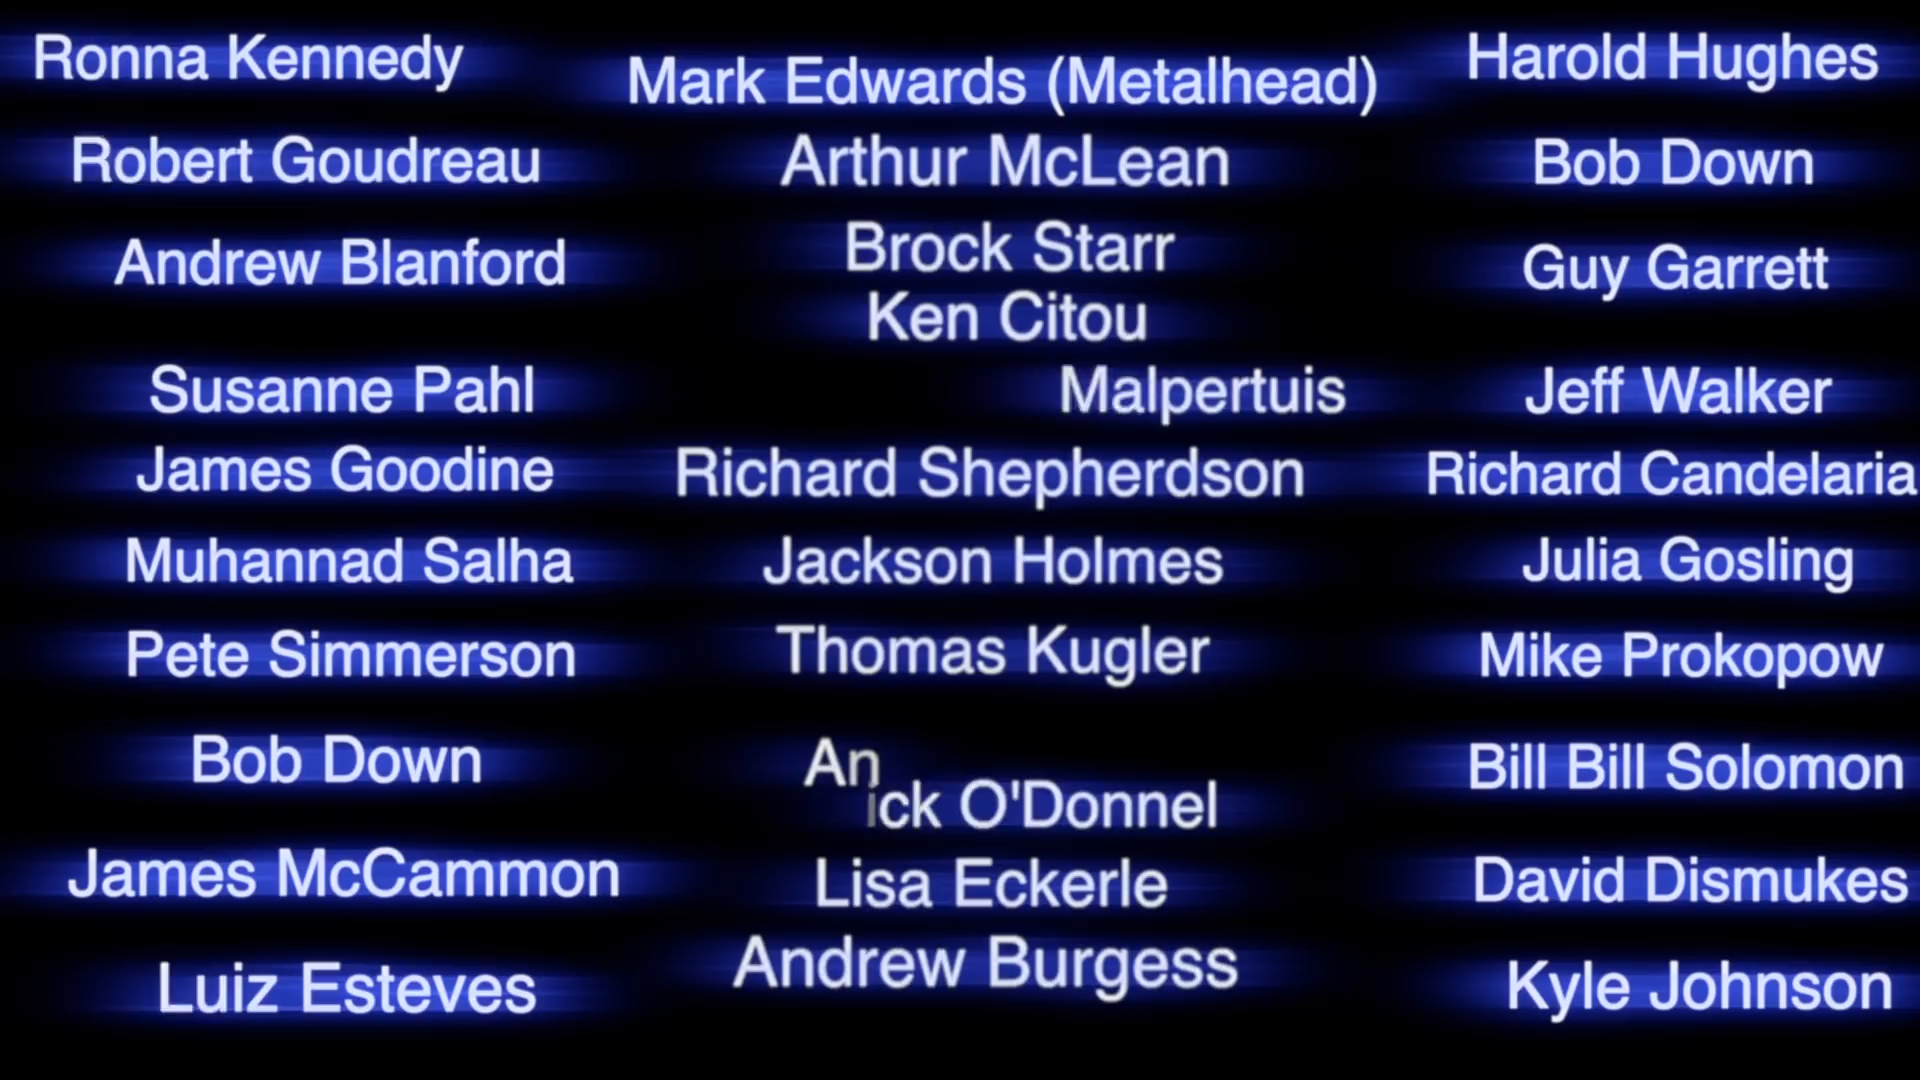 Ronna Kennedy
Robert Goudreau
Andrew Blanford
Susanne Pahl
James Goodine
Muhannad Salha
Pete Simmerson
Bob Down
James McCammon
Luiz Esteves
Mark Edwards (Metalhead)
Arthur McLean
Brock Starr
Ken Citou
Malpertuis
Richard Shepherdson
Jackson Holmes
Thomas Kugler
An
ick O'Donnel
Lisa Eckerle
Andrew Burgess
Harold Hughes
Bob Down
Guy Garrett
Jeff Walker
Richard Candelaria
Julia Gosling
Mike Prokopow
Bill Bill Solomon
David Dismukes
Kyle Johnson